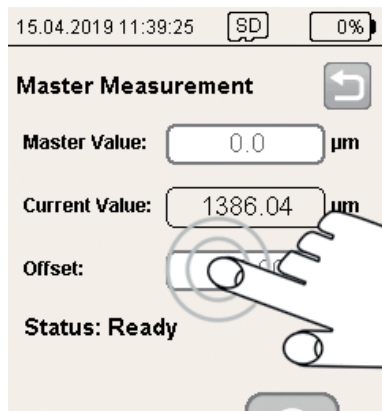 15.04.2019 11:39:25 SD 0%
Master Measurement
Master Value: 0.0 µm
Current Value: 1386.04 µm
Offset:
Status: Ready